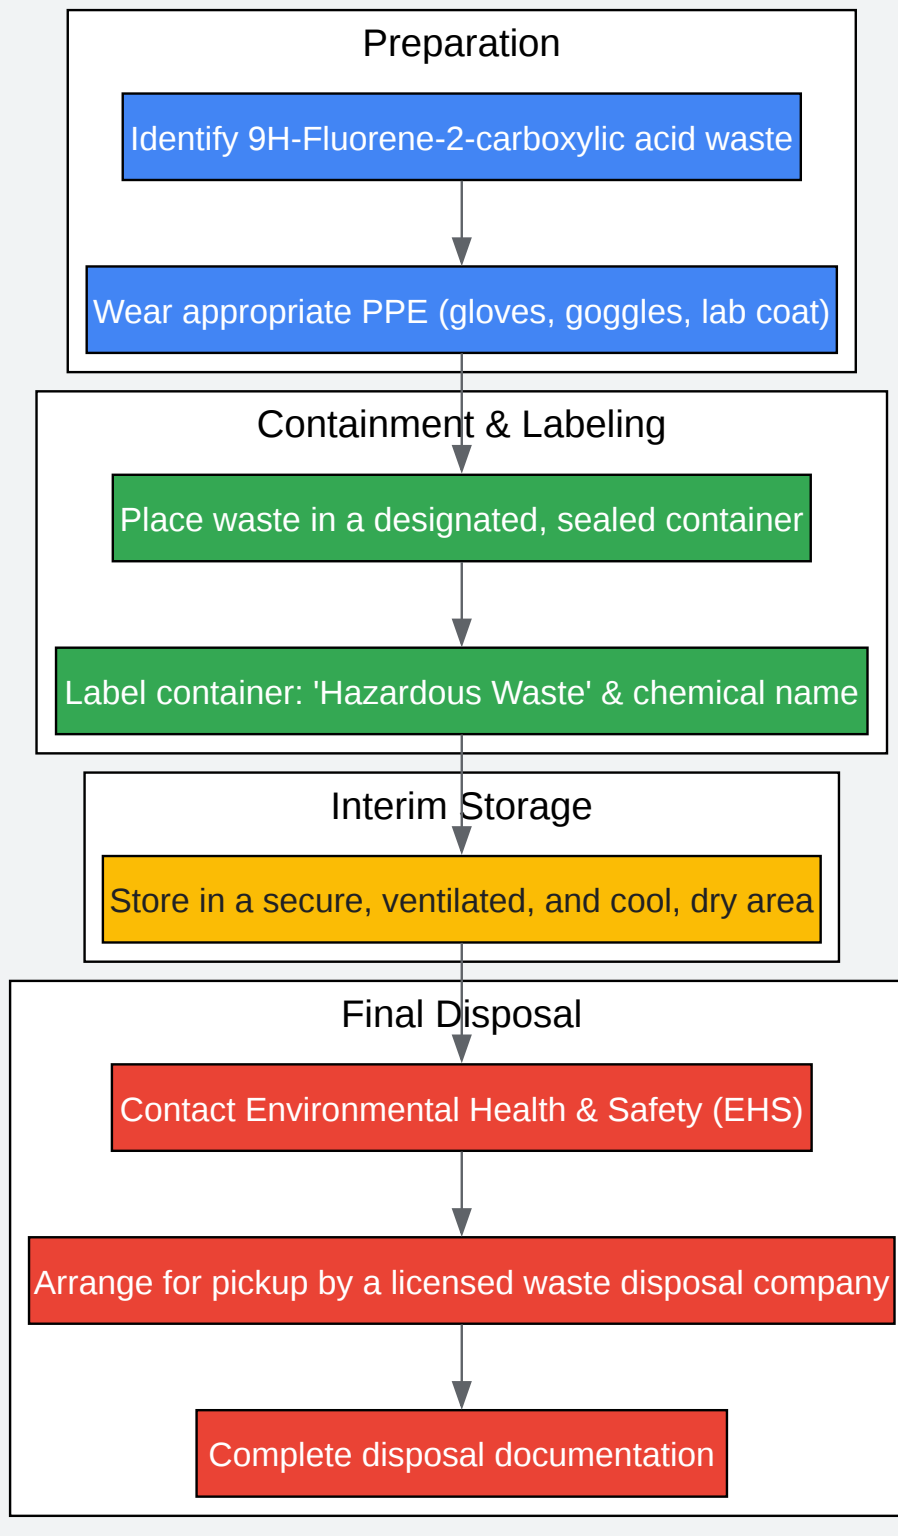 Preparation
Identify 9H-Fluorene-2-carboxylic acid waste
Wear appropriate PPE (gloves, goggles, lab coat)
Containment & Labeling
Place waste in a designated, sealed container
Label container: 'Hazardous Waste' & chemical name
Interim Storage
Store in a secure, ventilated, and cool, dry area
Final Disposal
Contact Environmental Health & Safety (EHS)
Arrange for pickup by a licensed waste disposal company
Complete disposal documentation